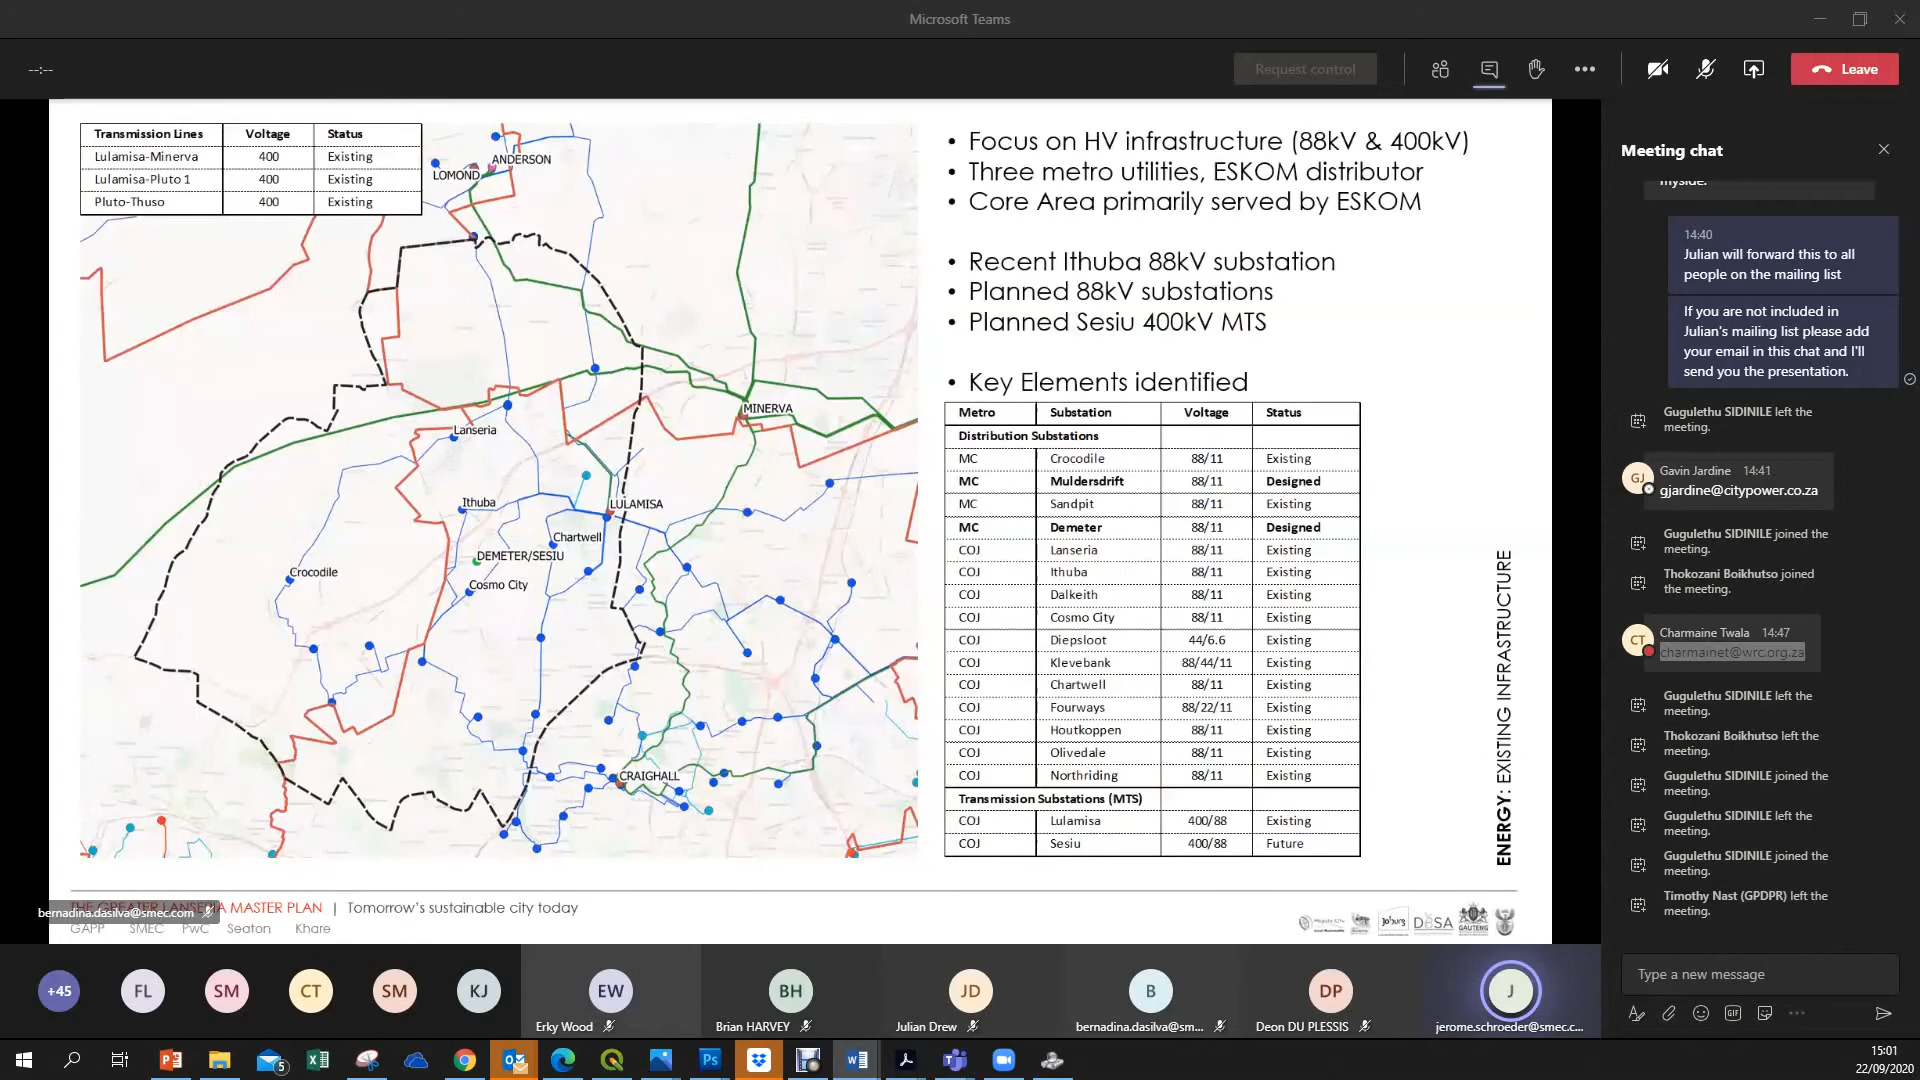 Microsoft Teams
--:--
Request control
Leave
Transmission Lines Voltage Status
Lulamisa-Minerva 400 Existing
Lulamisa-Pluto 1 400 Existing
Pluto-Thuso 400 Existing
ANDERSON
LOMOND
MINERVA
Lanseria
Ithuba
LULAMISA
Chartwell
DEMETER/SESIU
Crocodile
Cosmo City
CRAIGHALL
• Focus on HV infrastructure (88kV & 400kV)
• Three metro utilities, ESKOM distributor
• Core Area primarily served by ESKOM
• Recent Ithuba 88kV substation
• Planned 88kV substations
• Planned Sesiu 400kV MTS
• Key Elements identified
Metro Substation Voltage Status
Distribution Substations
MC Crocodile 88/11 Existing
MC Muldersdrift 88/11 Designed
MC Sandpit 88/11 Existing
MC Demeter 88/11 Designed
COJ Lanseria 88/11 Existing
COJ Ithuba 88/11 Existing
COJ Dalkeith 88/11 Existing
COJ Cosmo City 88/11 Existing
COJ Diepsloot 44/6.6 Existing
COJ Klevebank 88/44/11 Existing
COJ Chartwell 88/11 Existing
COJ Fourways 88/22/11 Existing
COJ Houtkoppen 88/11 Existing
COJ Olivedale 88/11 Existing
COJ Northriding 88/11 Existing
Transmission Substations (MTS)
COJ Lulamisa 400/88 Existing
COJ Sesiu 400/88 Future
ENERGY: EXISTING INFRASTRUCTURE
THE GREATER LANSERIA MASTER PLAN | Tomorrow's sustainable city today
bernadina.dasilva@smec.com
GAPP SMEC PwC Seaton Khare
joburg
DBSA
GAUTENG
Meeting chat
myside.
14:40
Julian will forward this to all
people on the mailing list
If you are not included in
Julian's mailing list please add
your email in this chat and I'll
send you the presentation.
Gugulethu SIDINILE left the
meeting.
GJ
Gavin Jardine 14:41
gjardine@citypower.co.za
Gugulethu SIDINILE joined the
meeting.
Thokozani Boikhutso joined
the meeting.
CT
Charmaine Twala 14:47
charmainet@wrc.org.za
Gugulethu SIDINILE left the
meeting.
Thokozani Boikhutso left the
meeting.
Gugulethu SIDINILE joined the
meeting.
Gugulethu SIDINILE left the
meeting.
Gugulethu SIDINILE joined the
meeting.
Timothy Nast (GPDPR) left the
meeting.
Type a new message
GIF
+45 FL SM CT SM KJ EW BH JD B DP J
Erky Wood
Brian HARVEY
Julian Drew
bernadina.dasilva@sm...
Deon DU PLESSIS
jerome.schroeder@smec.c...
5
15:01
22/09/2020